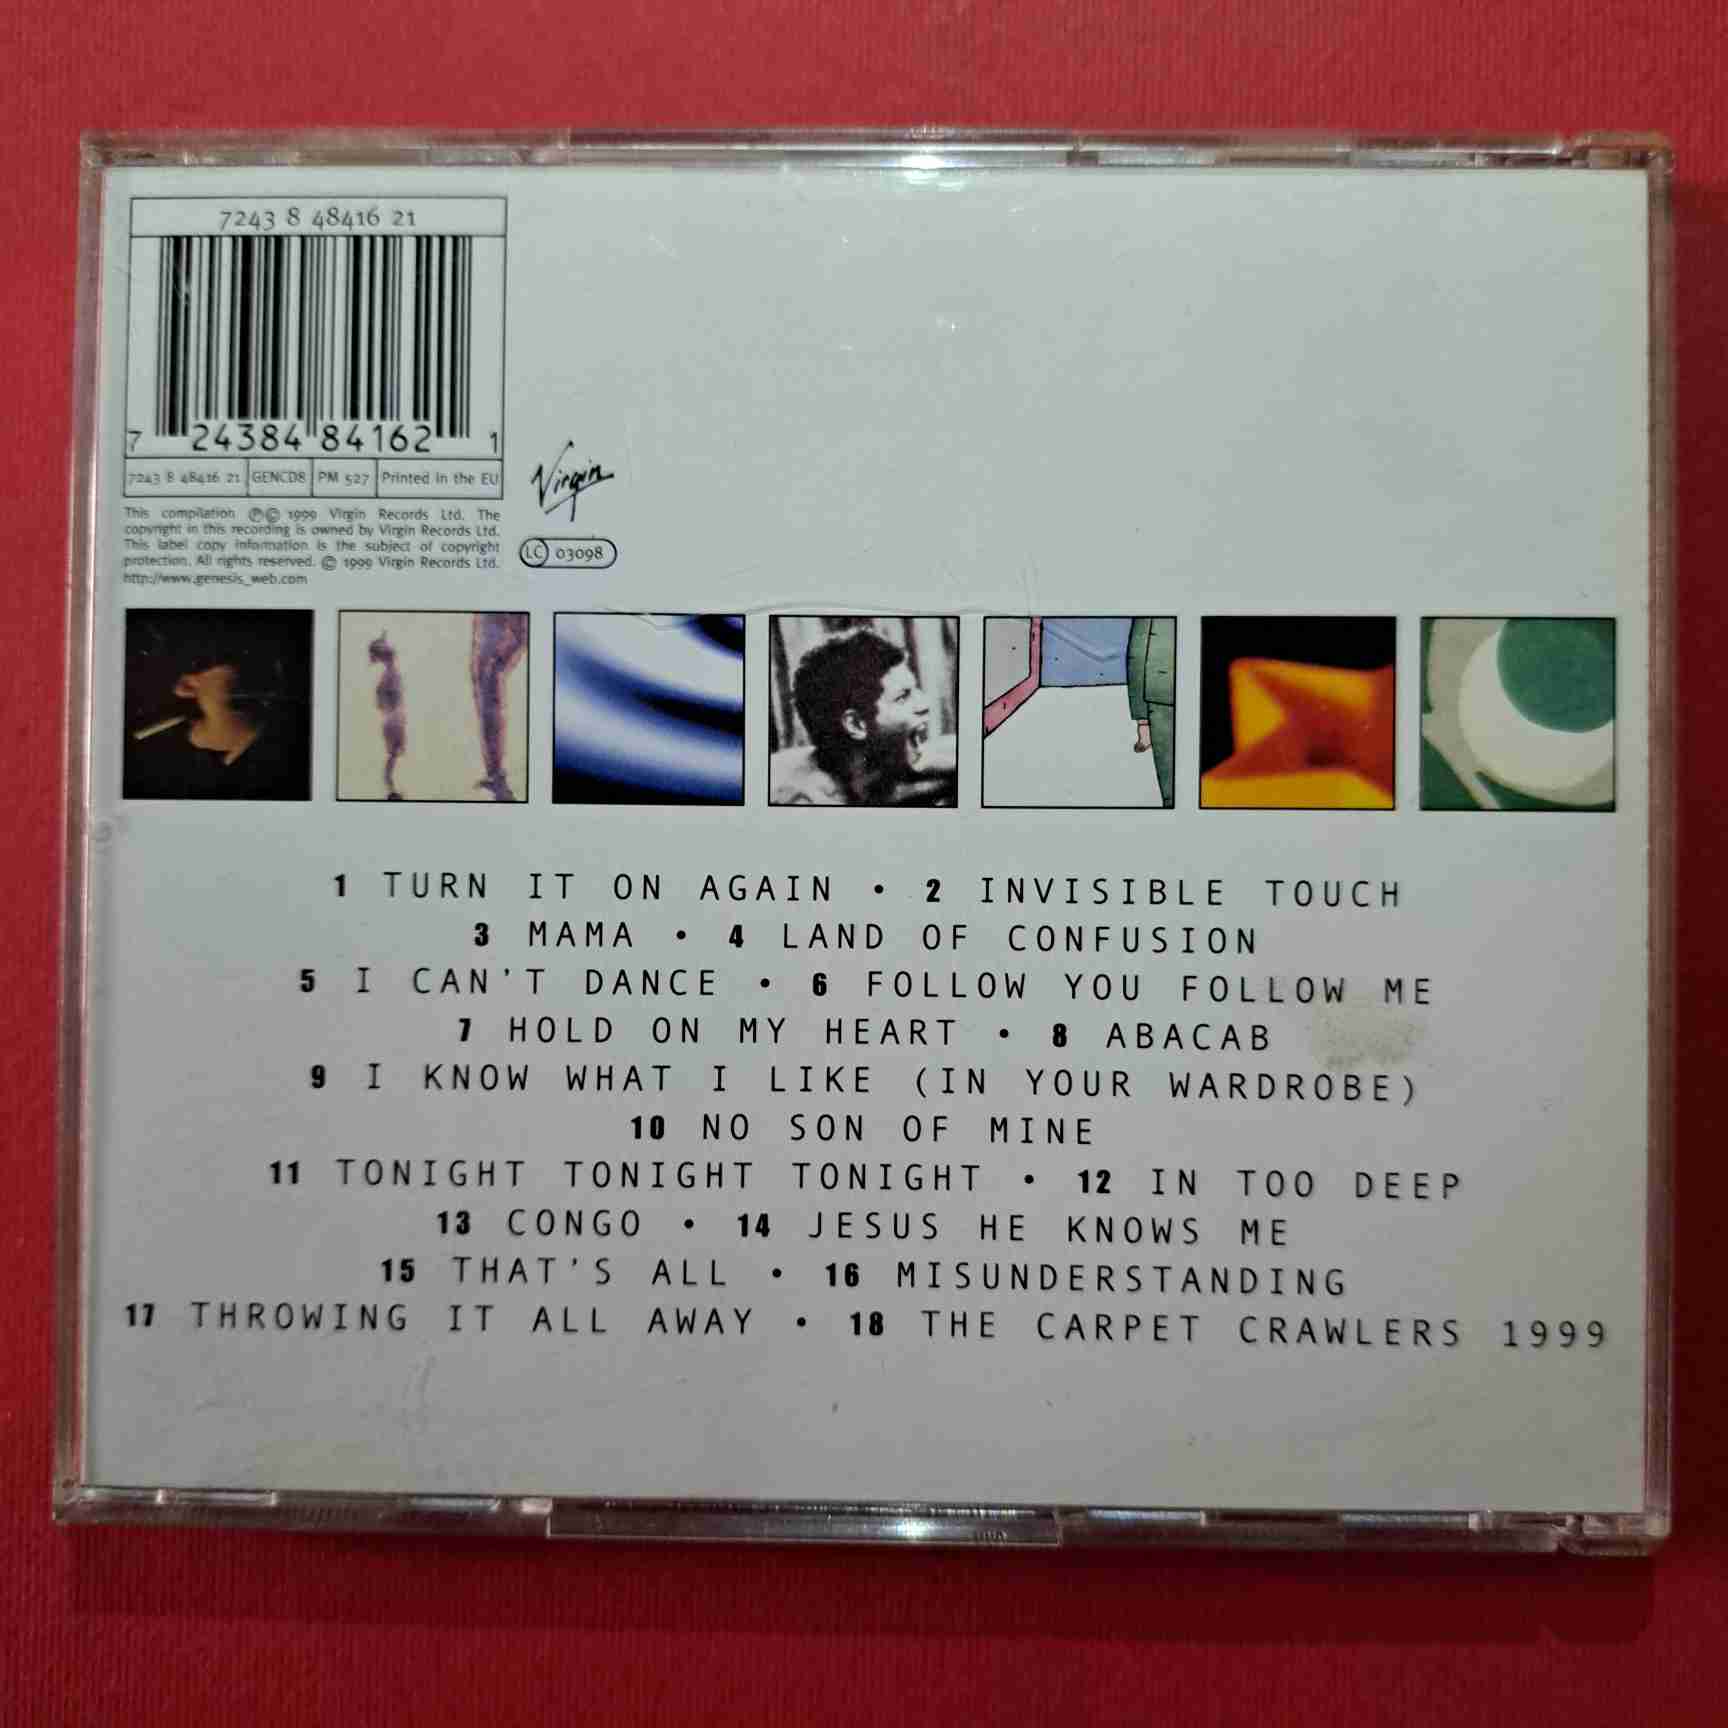 7243 8 48416 21
7 24384 84162 1
7243 8 48416 21 GENCD8 PM 527 Printed in the EU
This compilation ℗© 1999 Virgin Records Ltd. The
copyright in this recording is owned by Virgin Records Ltd.
This label copy information is the subject of copyright
protection. All rights reserved. © 1999 Virgin Records Ltd.
http://www.genesis_web.com
Virgin
LC 03098
1 TURN IT ON AGAIN • 2 INVISIBLE TOUCH
3 MAMA • 4 LAND OF CONFUSION
5 I CAN'T DANCE • 6 FOLLOW YOU FOLLOW ME
7 HOLD ON MY HEART • 8 ABACAB
9 I KNOW WHAT I LIKE (IN YOUR WARDROBE)
10 NO SON OF MINE
11 TONIGHT TONIGHT TONIGHT • 12 IN TOO DEEP
13 CONGO • 14 JESUS HE KNOWS ME
15 THAT'S ALL • 16 MISUNDERSTANDING
17 THROWING IT ALL AWAY • 18 THE CARPET CRAWLERS 1999